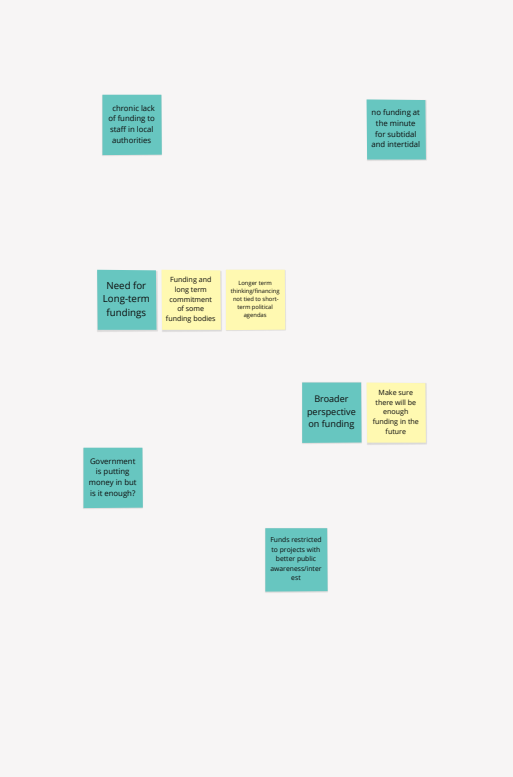 chronic lack
of funding to
staff in local
authorities
no funding at
the minute
for subtidal
and intertidal
Need for
Long-term
fundings
Funding and
long term
commitment
of some
funding bodies
Longer term
thinking/financing
not tied to short-
term political
agendas
Broader
perspective
on funding
Make sure
there will be
enough
funding in the
future
Government
is putting
money in but
is it enough?
Funds restricted
to projects with
better public
awareness/inter
est